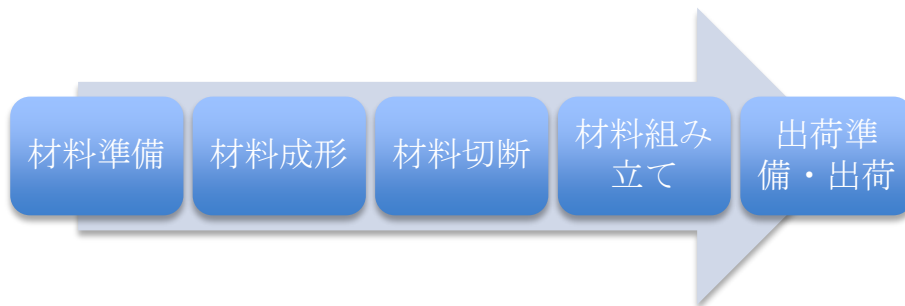 材料準備
材料成形
材料切断
材料組み
立て
出荷準
備・出荷